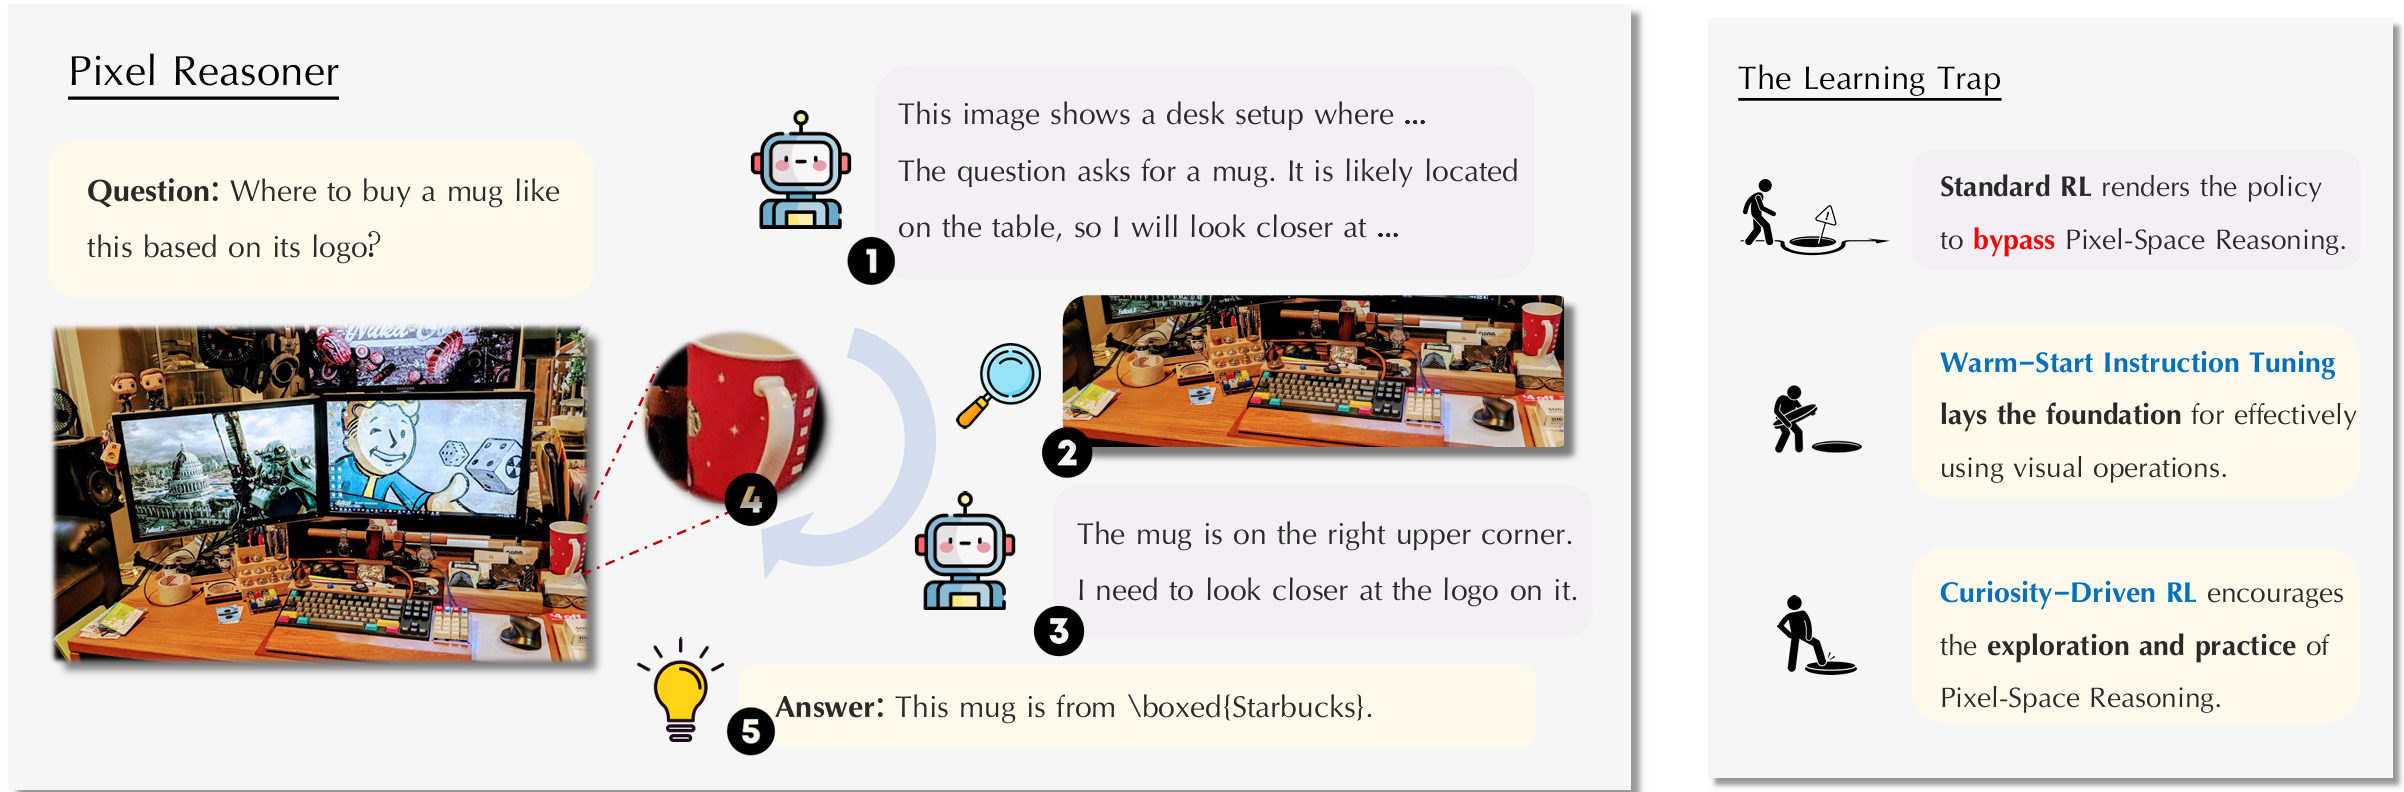 Pixel Reasoner
Question: Where to buy a mug like
this based on its logo?
This image shows a desk setup where ...
The question asks for a mug. It is likely located
on the table, so I will look closer at ...
1
2
The mug is on the right upper corner.
I need to look closer at the logo on it.
3
4
Answer: This mug is from \boxed{Starbucks}.
5
The Learning Trap
Standard RL renders the policy
to bypass Pixel-Space Reasoning.
Warm-Start Instruction Tuning
lays the foundation for effectively
using visual operations.
Curiosity-Driven RL encourages
the exploration and practice of
Pixel-Space Reasoning.